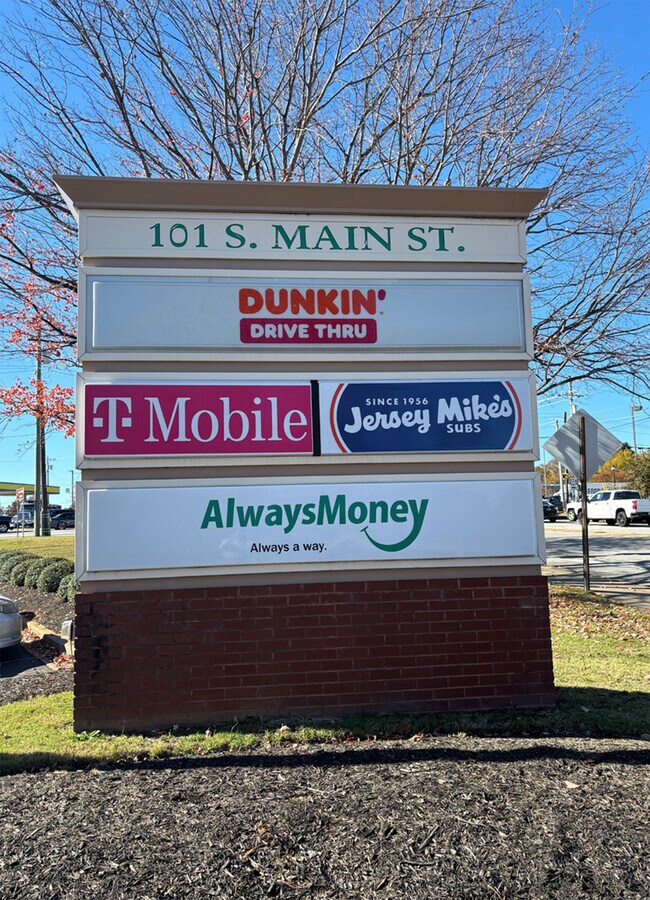 101 S. MAIN ST.
DUNKIN'
DRIVE THRU
T Mobile
SINCE 1956
Jersey Mike's
SUBS
AlwaysMoney
Always a way.